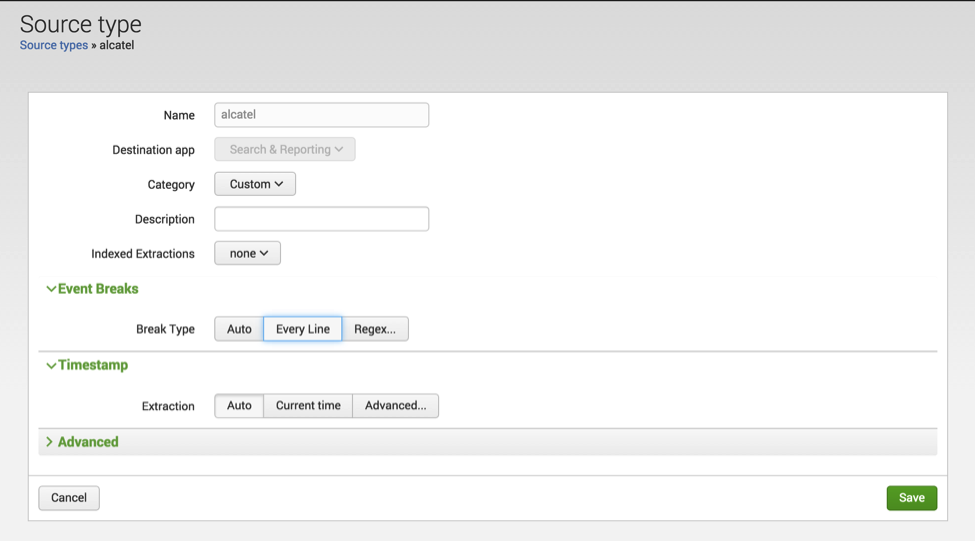 Source type
Source types » alcatel
Name alcatel
Destination app Search & Reporting
Category Custom
Description
Indexed Extractions none
Event Breaks
Break Type Auto Every Line Regex...
Timestamp
Extraction Auto Current time Advanced...
Advanced
Cancel Save